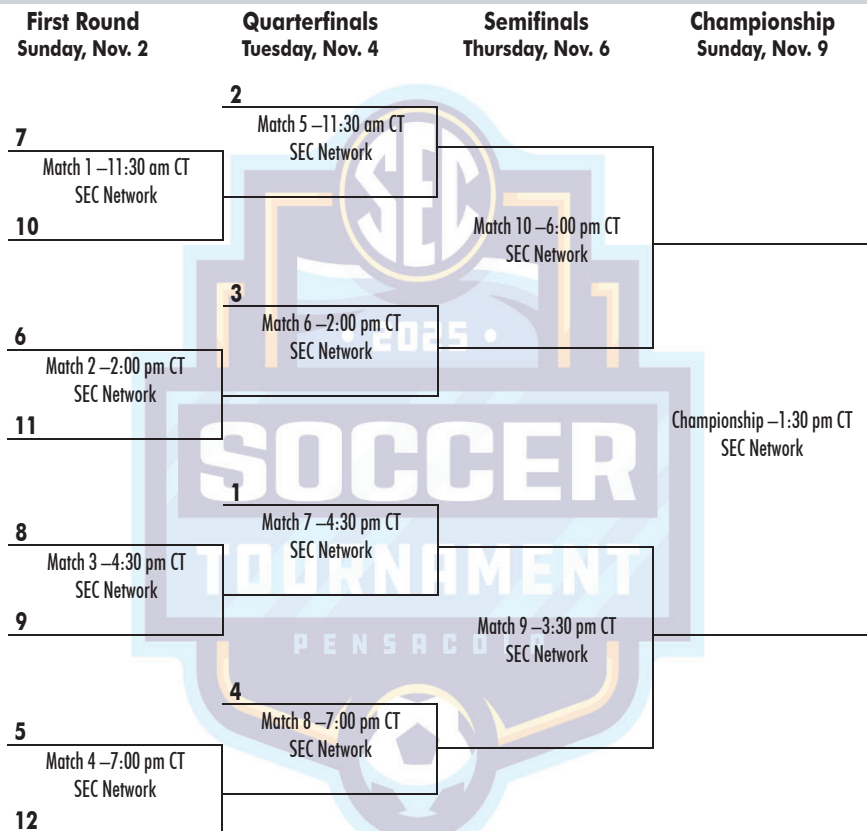 First Round
Sunday, Nov. 2
Quarterfinals
Tuesday, Nov. 4
Semifinals
Thursday, Nov. 6
Championship
Sunday, Nov. 9
2
Match 5 –11:30 am CT
SEC Network
7
Match 1 –11:30 am CT
SEC Network
10
SEC
Match 10 –6:00 pm CT
SEC Network
3
Match 6 –2:00 pm CT
SEC Network
• 2025 •
6
Match 2 –2:00 pm CT
SEC Network
11
Championship –1:30 pm CT
SEC Network
SOCCER
1
Match 7 –4:30 pm CT
SEC Network
8
Match 3 –4:30 pm CT
SEC Network
TOURNAMENT
9
Match 9 –3:30 pm CT
SEC Network
PENSACOLA
4
Match 8 –7:00 pm CT
SEC Network
5
Match 4 –7:00 pm CT
SEC Network
12